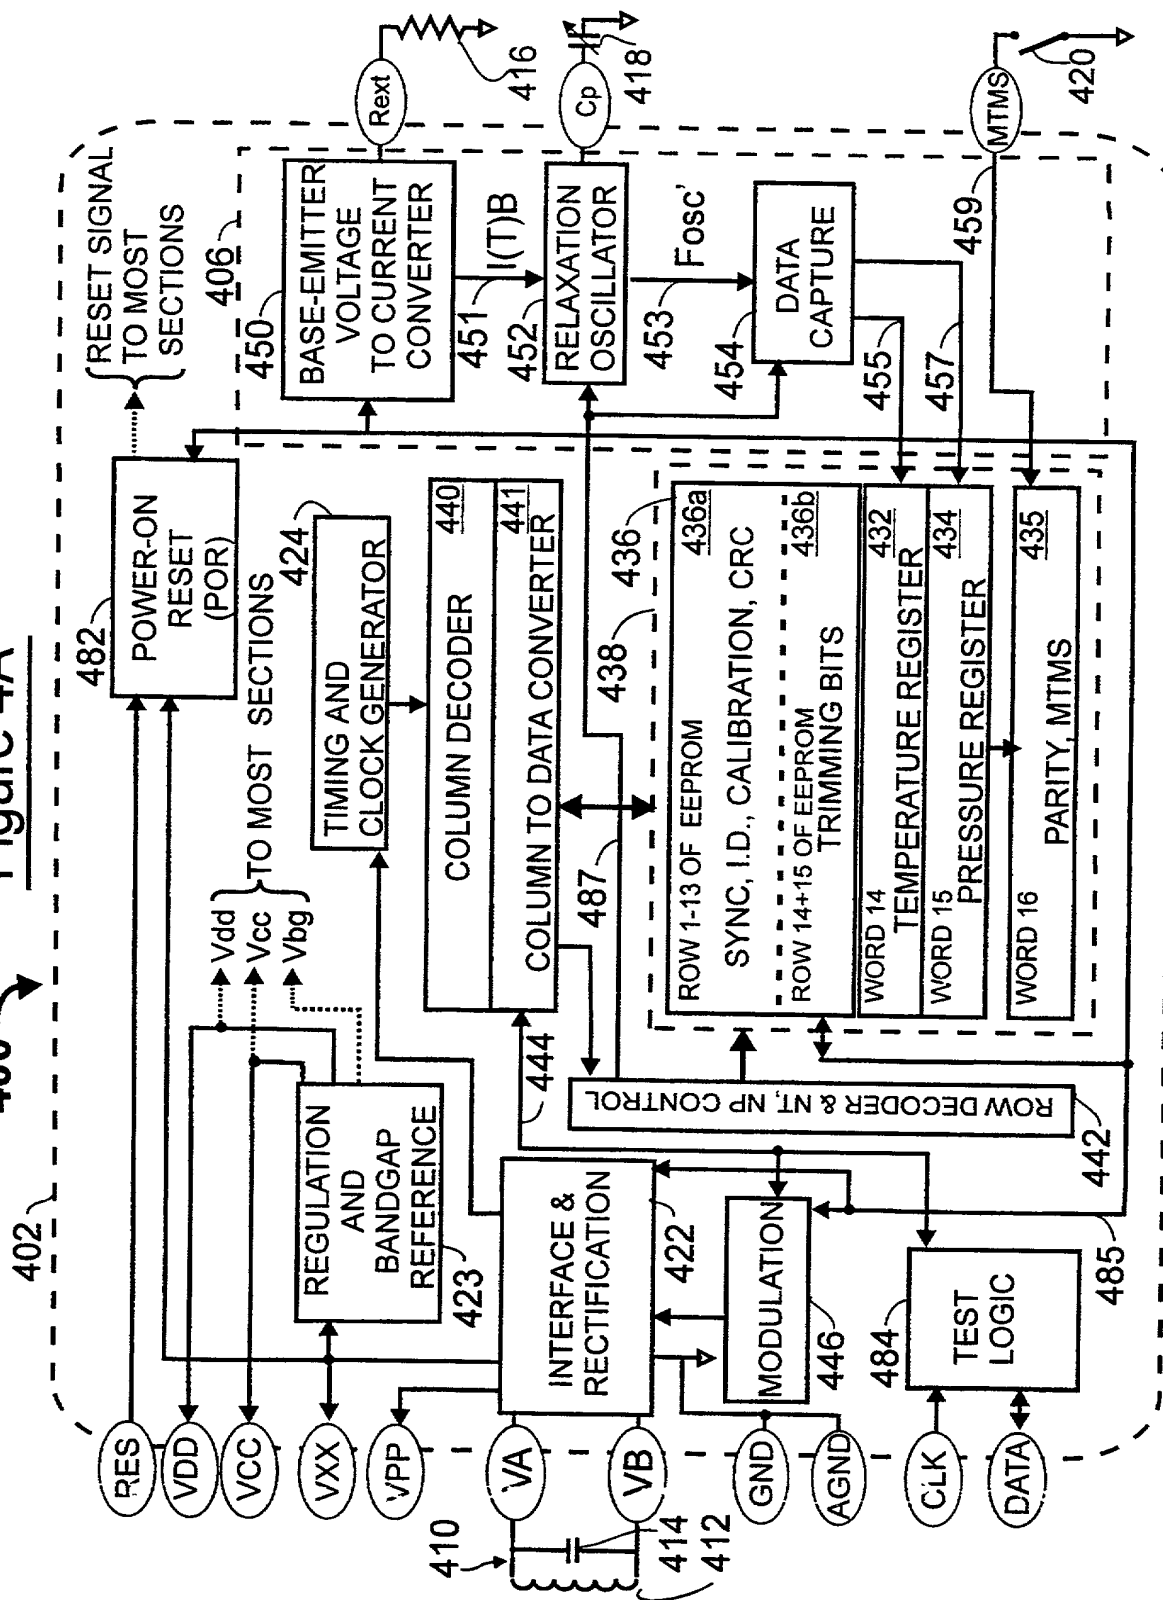 Figure 4A
400
402
RES
VDD
VCC
VXX
VPP
VA
VB
GND
AGND
CLK
DATA
410
414
412
482
POWER-ON
RESET
(POR)
RESET SIGNAL
TO MOST
SECTIONS
406
Vdd
Vcc
Vbg
TO MOST SECTIONS
REGULATION
AND
BANDGAP
REFERENCE
423
424
TIMING AND
CLOCK GENERATOR
450
BASE-EMITTER
VOLTAGE
TO CURRENT
CONVERTER
Rext
416
451
I(T)B
452
RELAXATION
OSCILLATOR
Cp
418
453
Fosc'
454
DATA
CAPTURE
455
457
459
MTMS
420
COLUMN DECODER
440
COLUMN TO DATA CONVERTER
441
444
487
INTERFACE &
RECTIFICATION
422
MODULATION
446
484
TEST
LOGIC
485
ROW DECODER & NT, NP CONTROL
442
438
436
ROW 1-13 OF EEPROM
436a
SYNC, I.D., CALIBRATION, CRC
ROW 14+15 OF EEPROM
436b
TRIMMING BITS
WORD 14
432
TEMPERATURE REGISTER
WORD 15
434
PRESSURE REGISTER
WORD 16
435
PARITY, MTMS